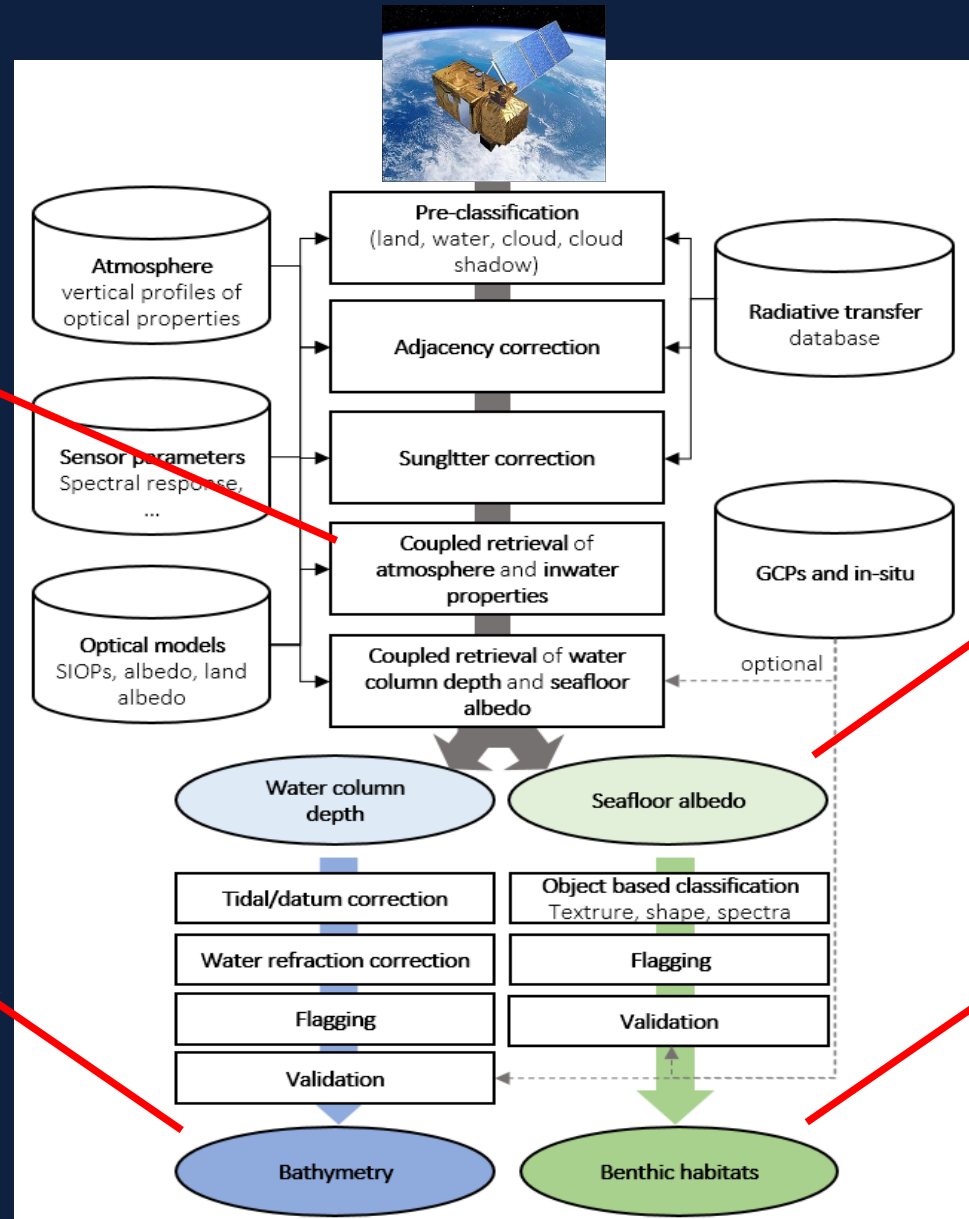 Pre-classification
(land, water, cloud, cloud
shadow)
Atmosphere
vertical profiles of
optical properties
Radiative transfer
database
Adjacency correction
Sensor parameters
Spectral response,
...
Sungltter correction
Coupled retrieval of
atmosphere and inwater
properties
GCPs and in-situ
Optical models
SIOPs, albedo, land
albedo
Coupled retrieval of water
column depth and seafloor
albedo
optional
Water column
depth
Seafloor albedo
Tidal/datum correction
Object based classification
Textrure, shape, spectra
Water refraction correction
Flagging
Flagging
Validation
Validation
Bathymetry
Benthic habitats